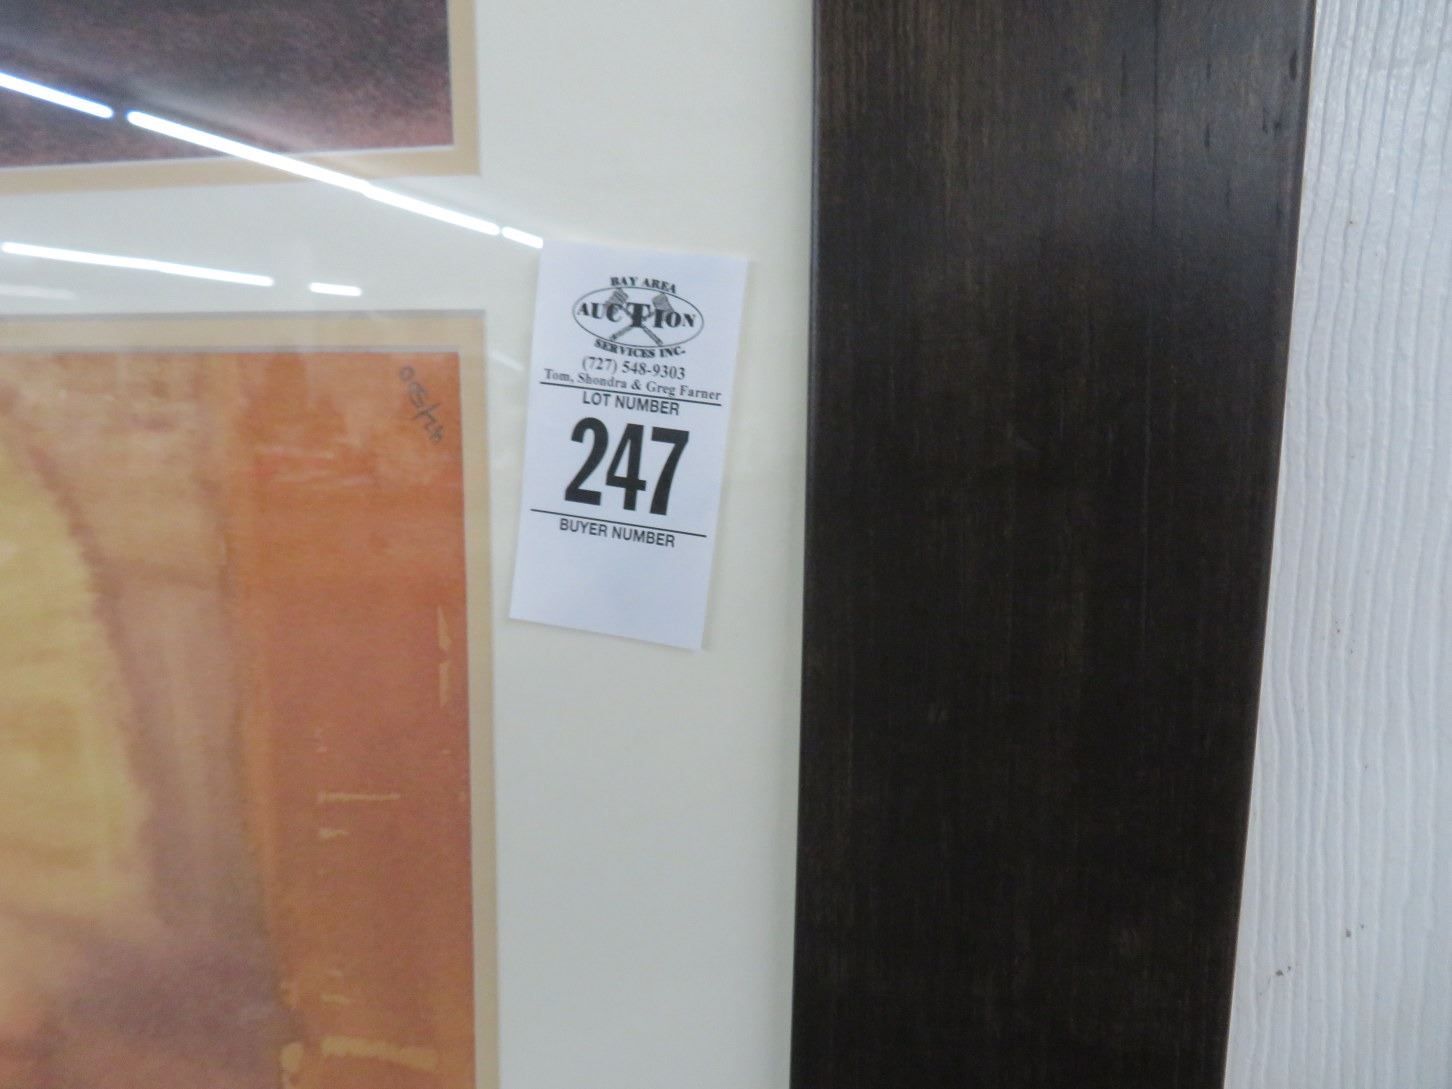 BAY AREA
AUCTION
SERVICES INC.
(727) 548-9303
Tom, Shondra & Greg Farner
LOT NUMBER
247
BUYER NUMBER